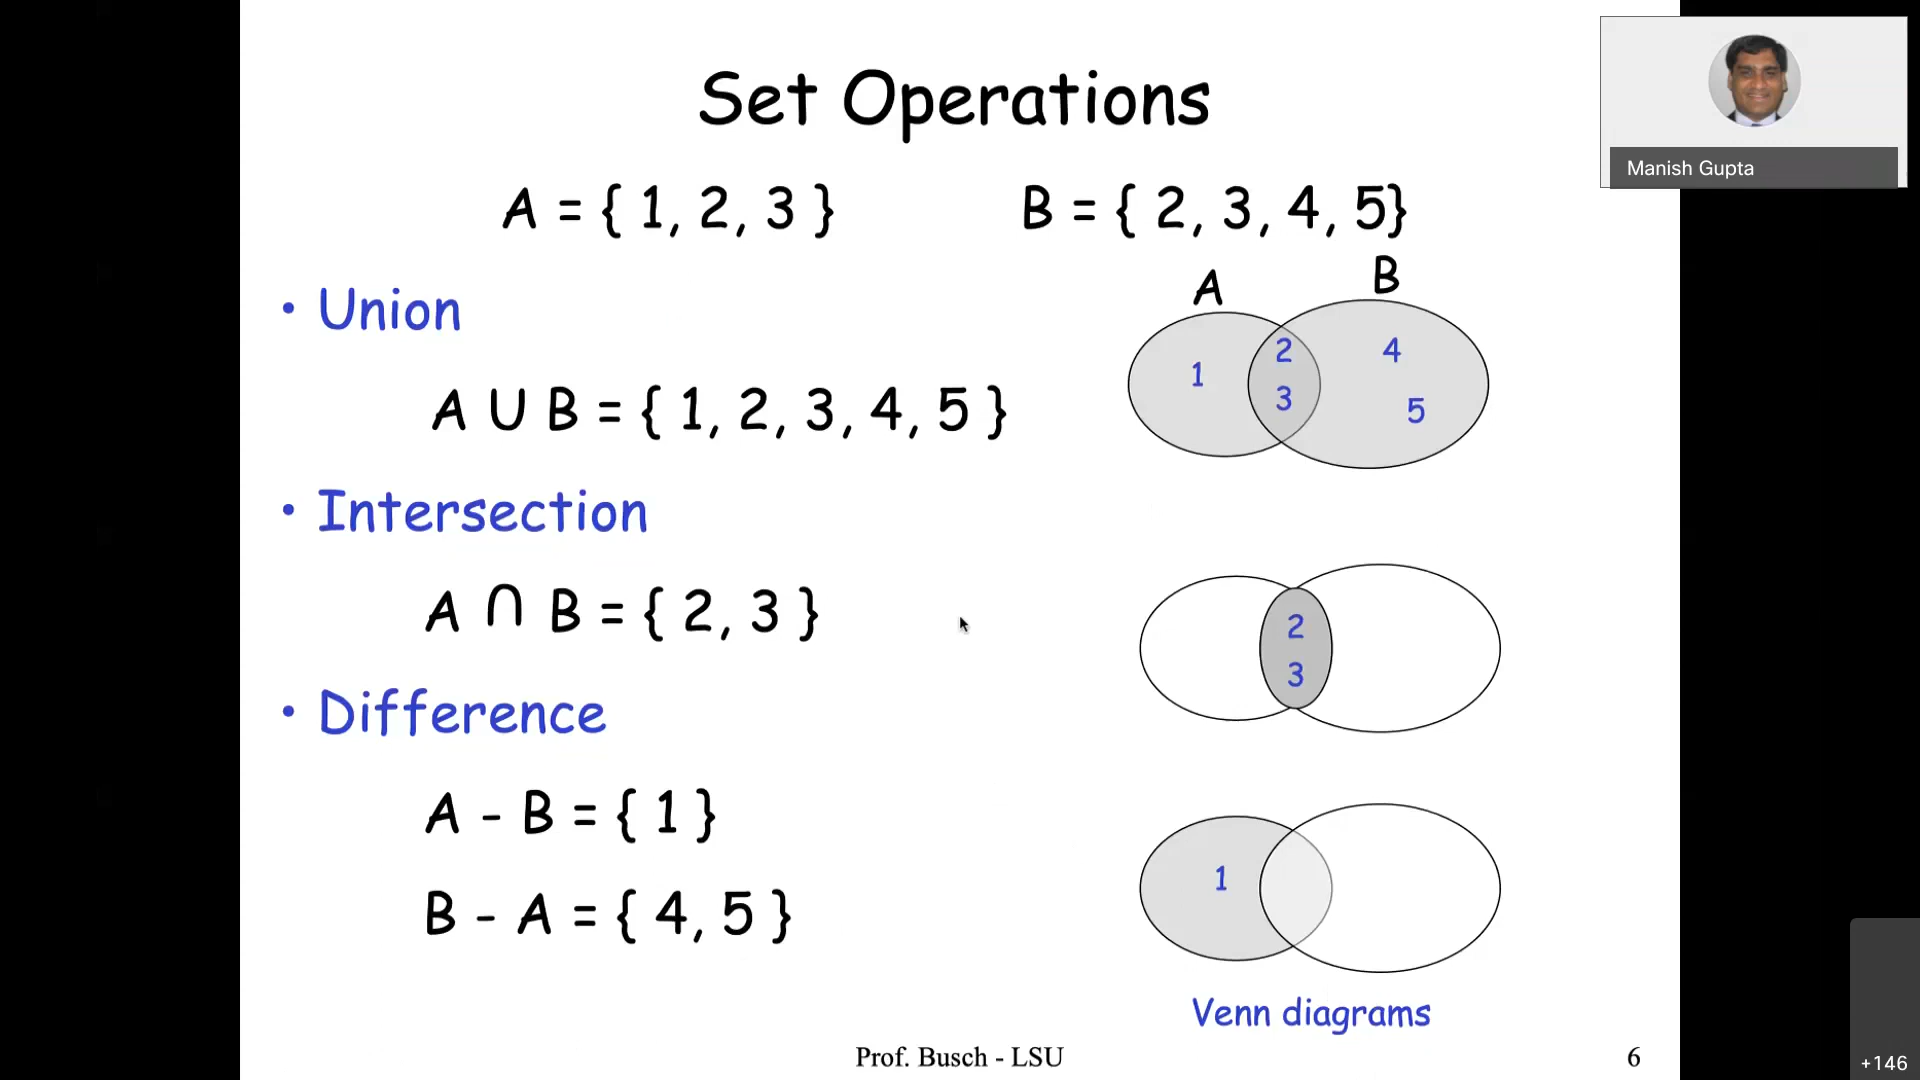 Set Operations
A = { 1, 2, 3 } B = { 2, 3, 4, 5}
A B
• Union
1 2 3 4 5
A ∪ B = { 1, 2, 3, 4, 5 }
• Intersection
A ∩ B = { 2, 3 }
2
3
• Difference
A - B = { 1 }
1
B - A = { 4, 5 }
Venn diagrams
Prof. Busch - LSU 6
Manish Gupta
+146